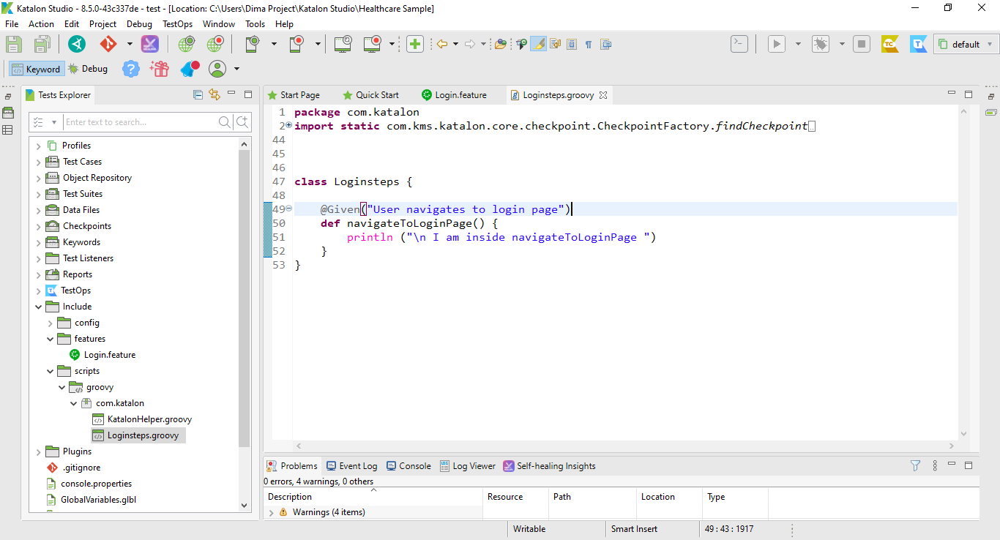 Katalon Studio - 8.5.0-43c337de - test - [Location: C:\Users\Dima Project\Katalon Studio\Healthcare Sample]
File Action Edit Project Debug TestOps Window Tools Help
TC
default
Keyword Debug
Tests Explorer
Enter text to search...
Profiles
Test Cases
Object Repository
Test Suites
Data Files
Checkpoints
Keywords
Test Listeners
Reports
TestOps
Include
config
features
Login.feature
scripts
groovy
com.katalon
KatalonHelper.groovy
Loginsteps.groovy
Plugins
.gitignore
console.properties
GlobalVariables.glbl
Start Page Quick Start Login.feature Loginsteps.groovy
1 package com.katalon
2 import static com.kms.katalon.core.checkpoint.CheckpointFactory.findCheckpoint
44
45
46
47 class Loginsteps {
48
49 @Given("User navigates to login page")
50 def navigateToLoginPage() {
51 println ("\n I am inside navigateToLoginPage ")
52 }
53 }
Problems Event Log Console Log Viewer Self-healing Insights
0 errors, 4 warnings, 0 others
Description Resource Path Location Type
Warnings (4 items)
Writable Smart Insert 49 : 43 : 1917